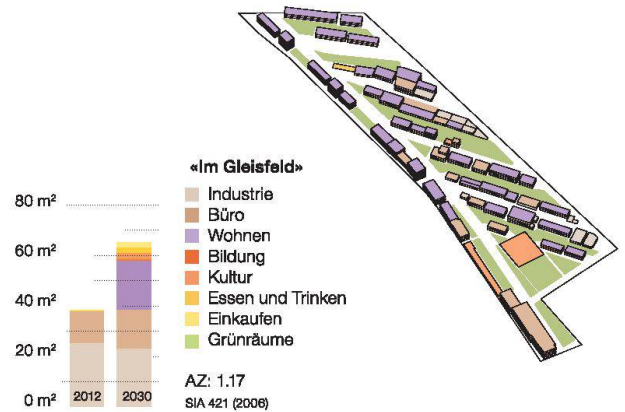 «Im Gleisfeld»
Industrie
Büro
Wohnen
Bildung
Kultur
Essen und Trinken
Einkaufen
Grünräume
AZ: 1.17
SIA 421 (2006)
80 m²
60 m²
40 m²
20 m²
0 m²
2012
2030